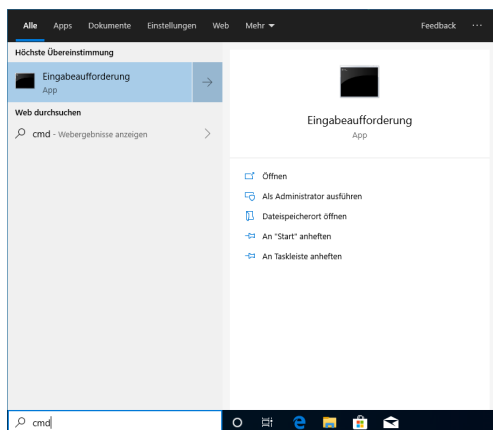 Alle Apps Dokumente Einstellungen Web Mehr Feedback ...
Höchste Übereinstimmung
Eingabeaufforderung
App
Web durchsuchen
cmd - Webergebnisse anzeigen
Eingabeaufforderung
App
Öffnen
Als Administrator ausführen
Dateispeicherort öffnen
An "Start" anheften
An Taskleiste anheften
cmd